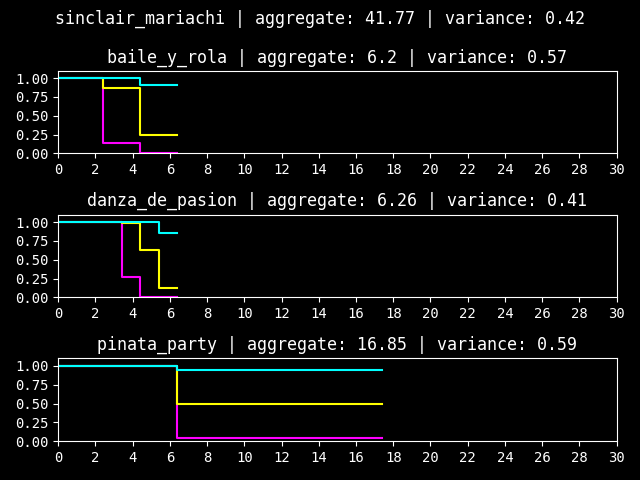 sinclair_mariachi | aggregate: 41.77 | variance: 0.42
baile_y_rola | aggregate: 6.2 | variance: 0.57
1.00
0.75
0.50
0.25
0.00
0 2 4 6 8 10 12 14 16 18 20 22 24 26 28 30
danza_de_pasion | aggregate: 6.26 | variance: 0.41
1.00
0.75
0.50
0.25
0.00
0 2 4 6 8 10 12 14 16 18 20 22 24 26 28 30
pinata_party | aggregate: 16.85 | variance: 0.59
1.00
0.75
0.50
0.25
0.00
0 2 4 6 8 10 12 14 16 18 20 22 24 26 28 30